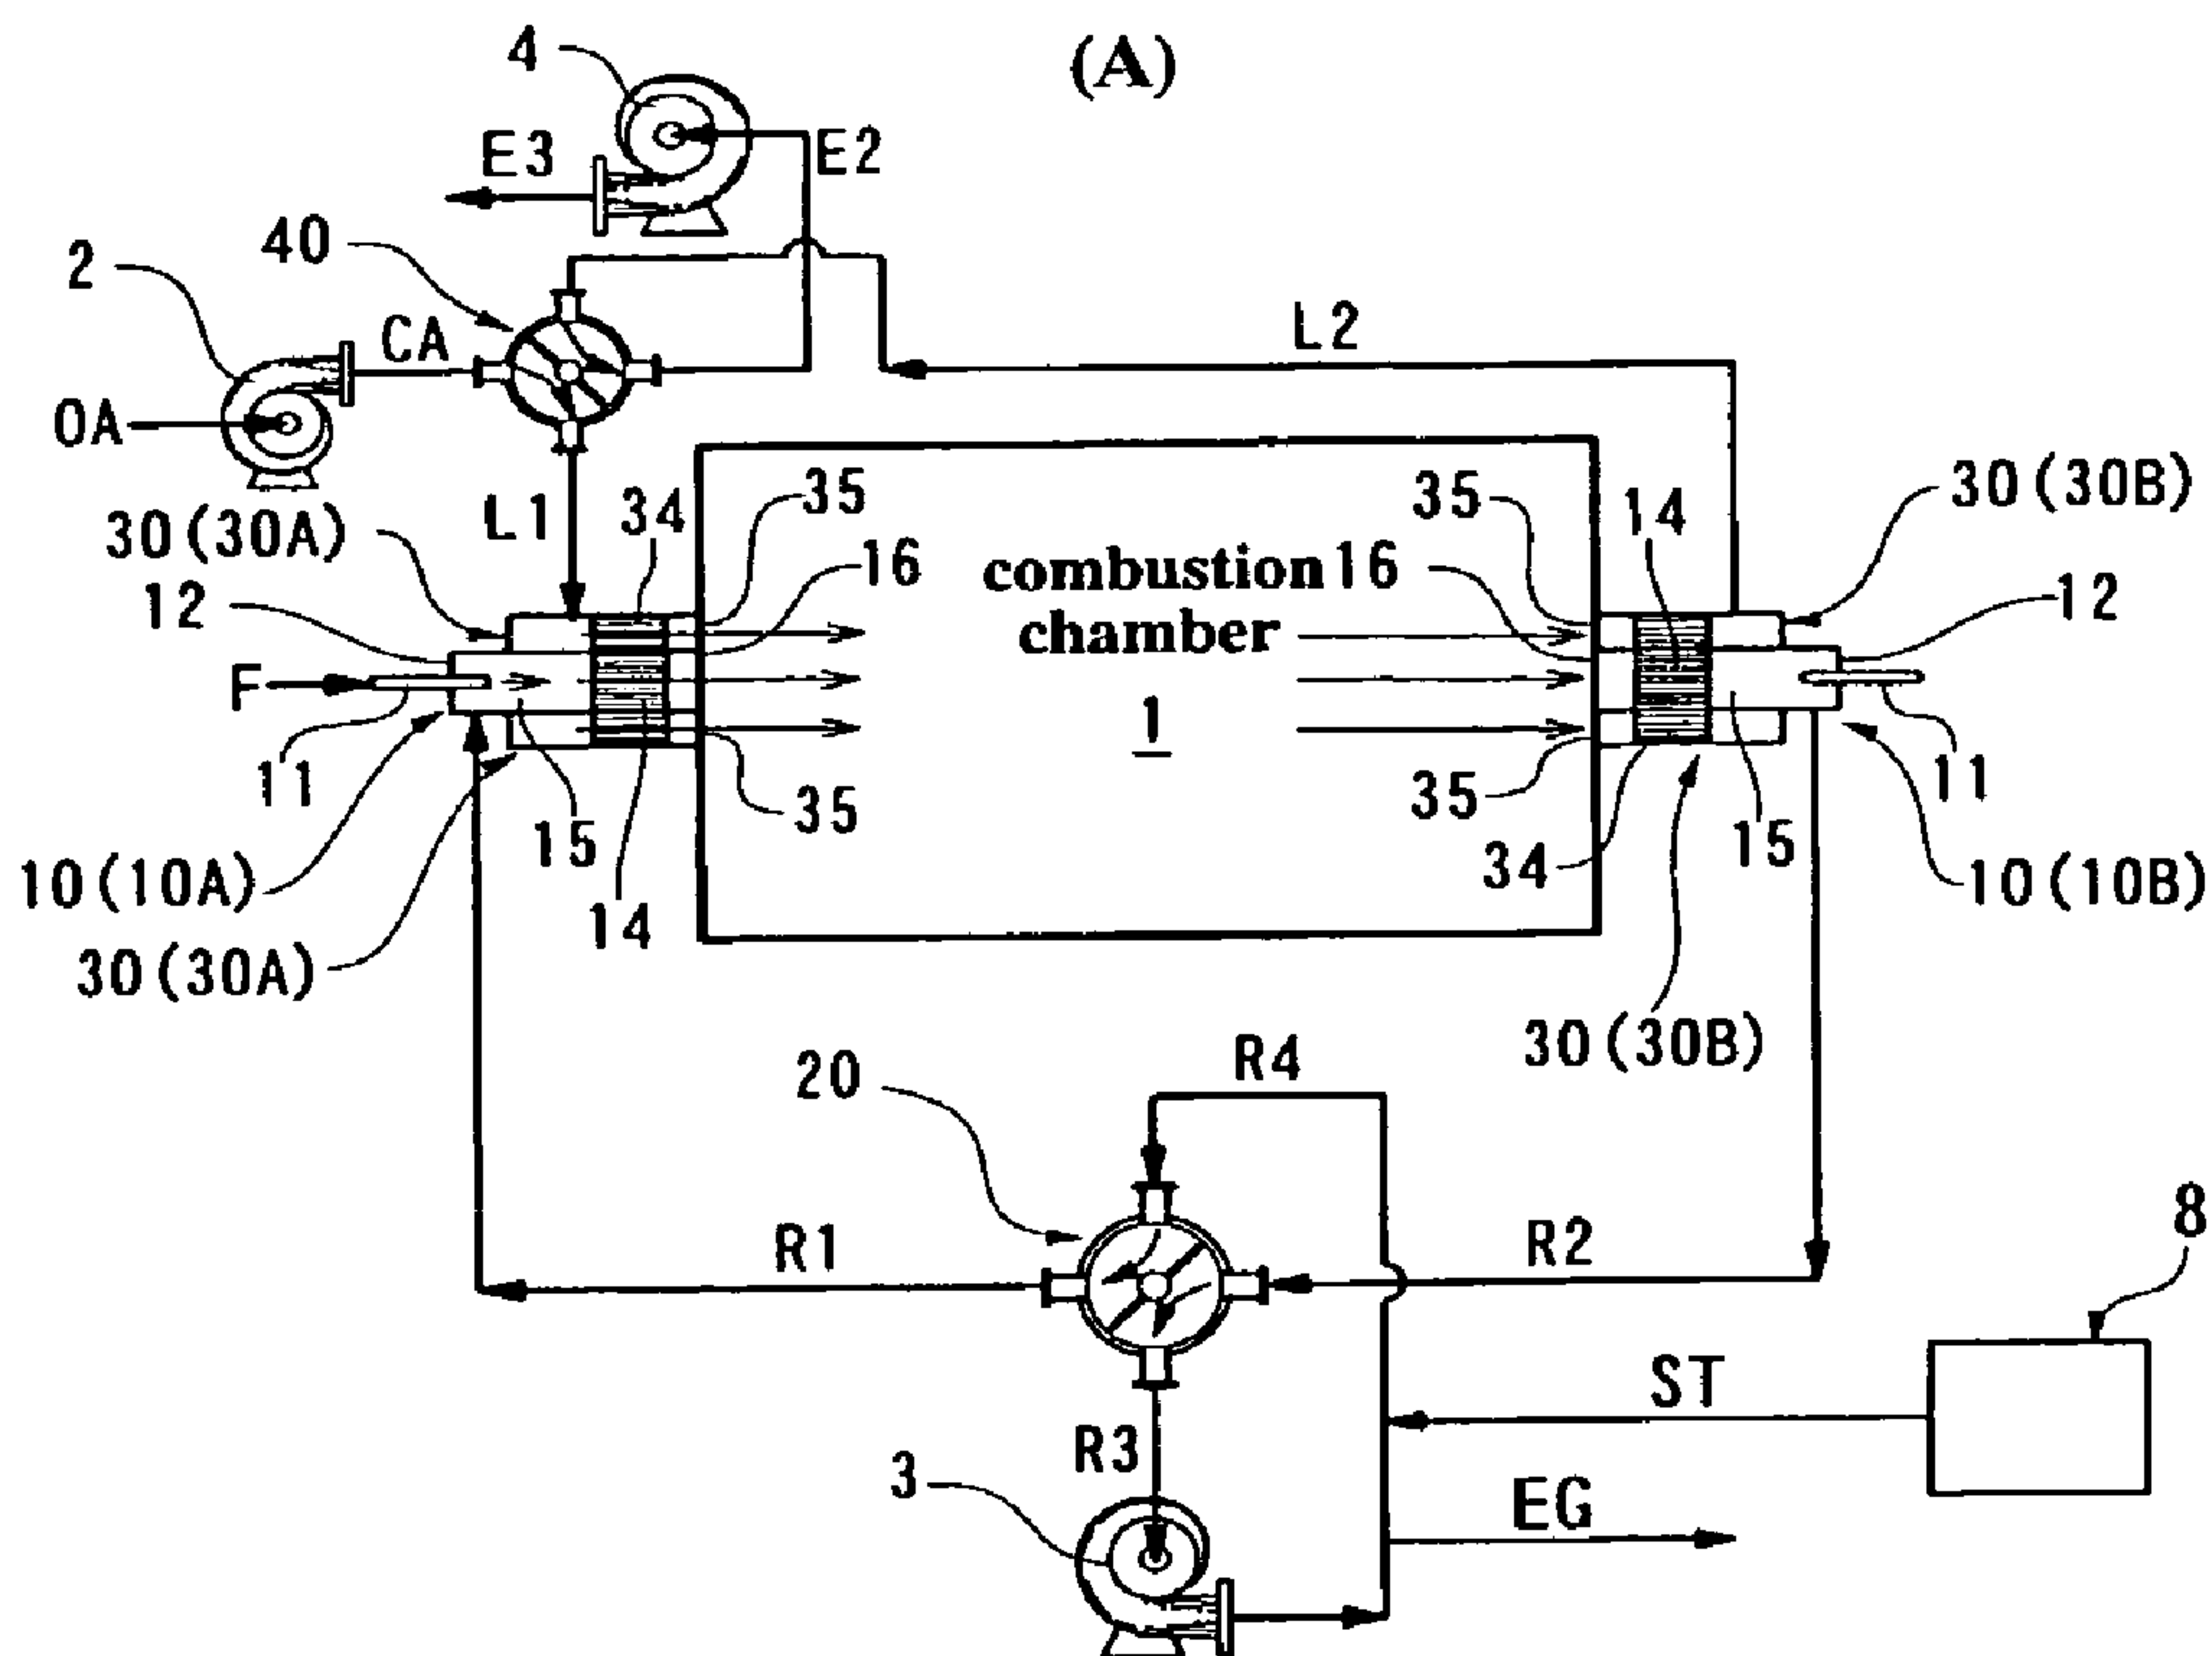 (A)
4
E3
E2
40
2
CA
L2
OA
L1
30(30A)
34
35
35
14
30(30B)
12
16
combustion
chamber
16
12
F
1
11
35
35
11
15
15
10(10A)
14
34
10(10B)
30(30A)
30(30B)
20
R4
R1
R2
8
ST
R3
3
EG